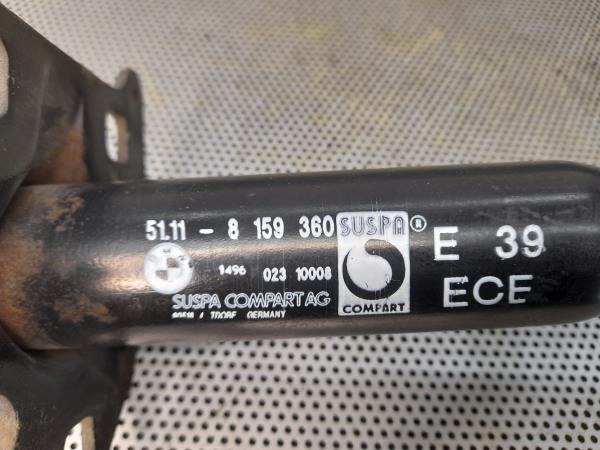 51.11 - 8 159 360
SUSPA ®
E 39
1496 023 10008
ECE
SUSPA COMPART AG
COMPART
GERMANY